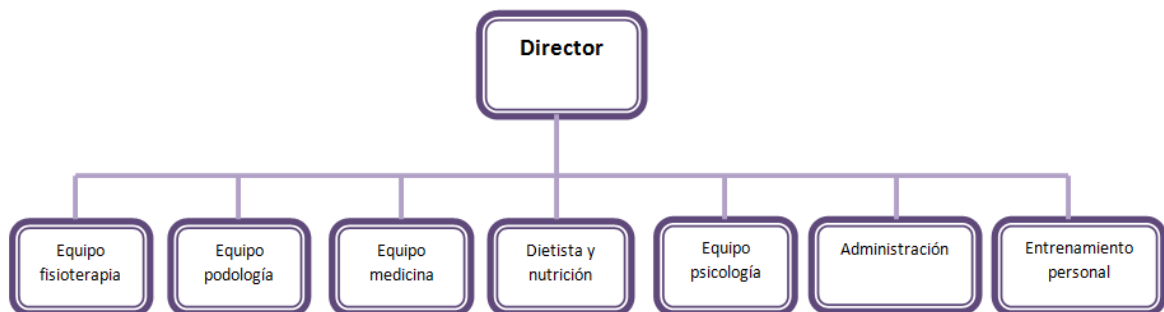 Director
Equipo
fisioterapia
Equipo
podología
Equipo
medicina
Dietista y
nutrición
Equipo
psicología
Administración
Entrenamiento
personal